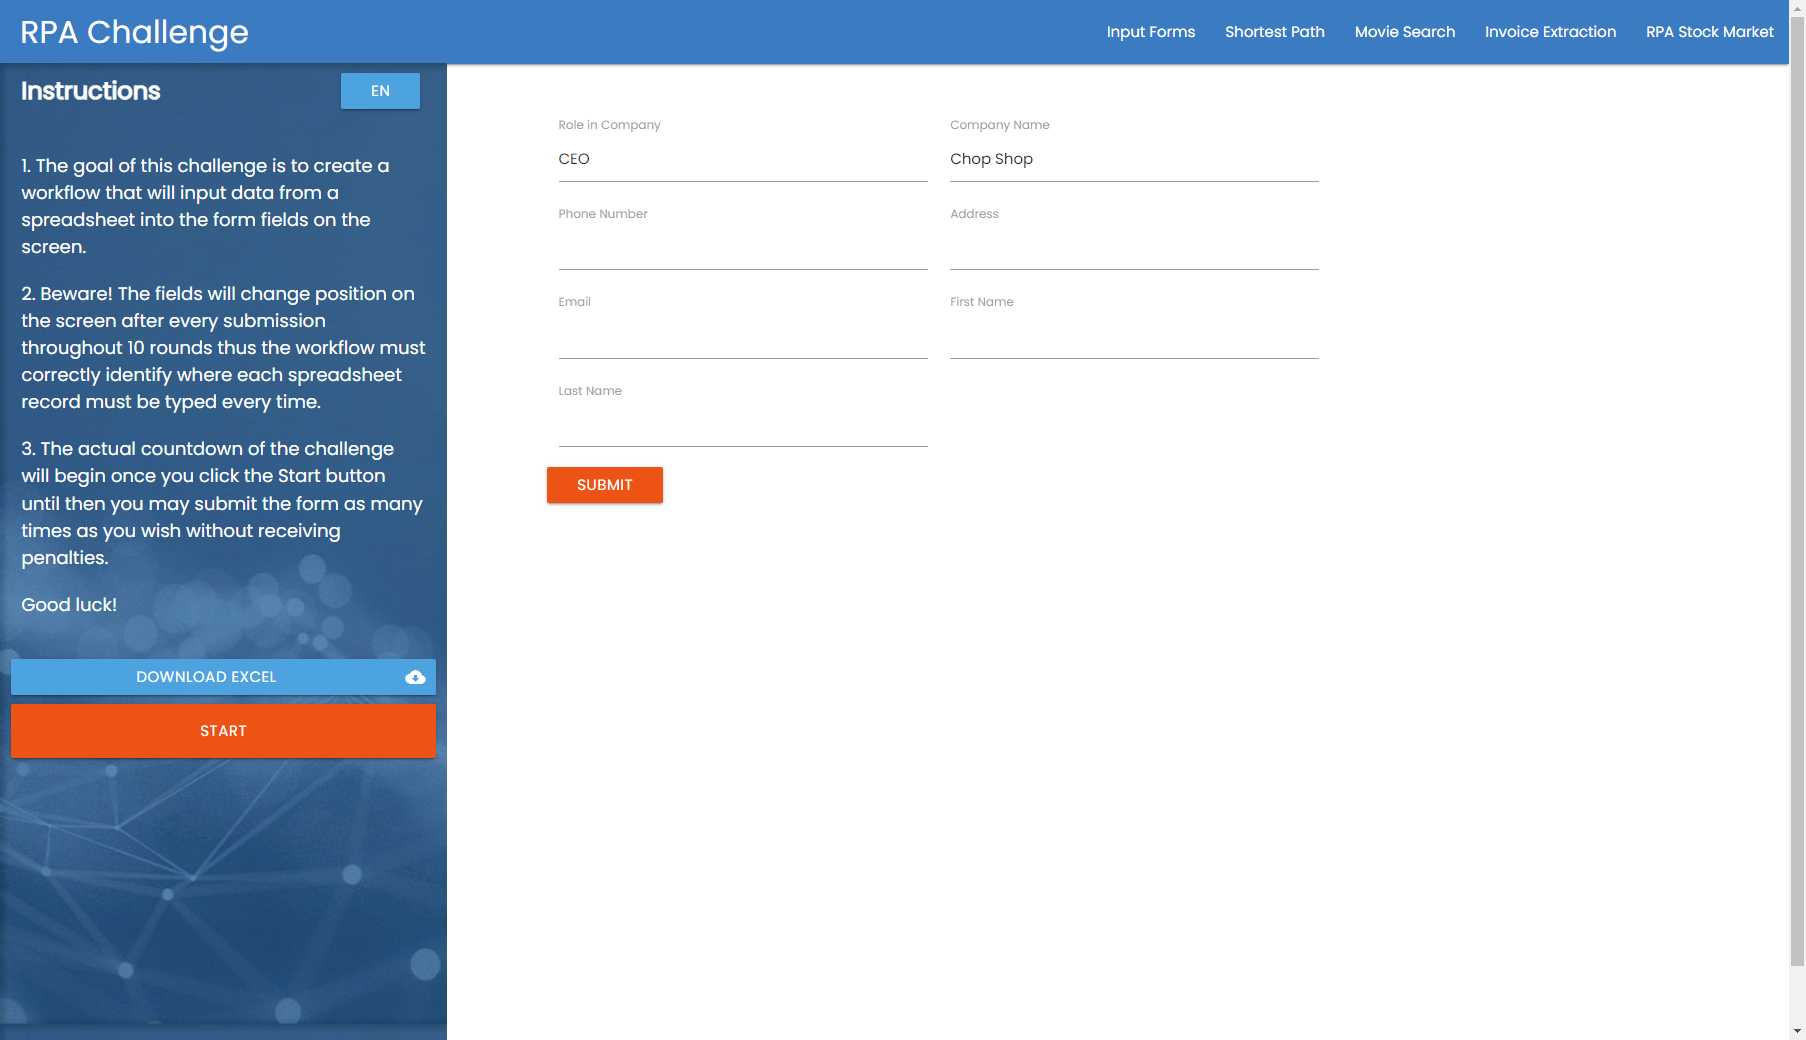 RPA Challenge
Input Forms
Shortest Path
Movie Search
Invoice Extraction
RPA Stock Market
Instructions
EN
1. The goal of this challenge is to create a
workflow that will input data from a
spreadsheet into the form fields on the
screen.
2. Beware! The fields will change position on
the screen after every submission
throughout 10 rounds thus the workflow must
correctly identify where each spreadsheet
record must be typed every time.
3. The actual countdown of the challenge
will begin once you click the Start button
until then you may submit the form as many
times as you wish without receiving
penalties.
Good luck!
DOWNLOAD EXCEL
START
Role in Company
CEO
Company Name
Chop Shop
Phone Number
Address
Email
First Name
Last Name
SUBMIT